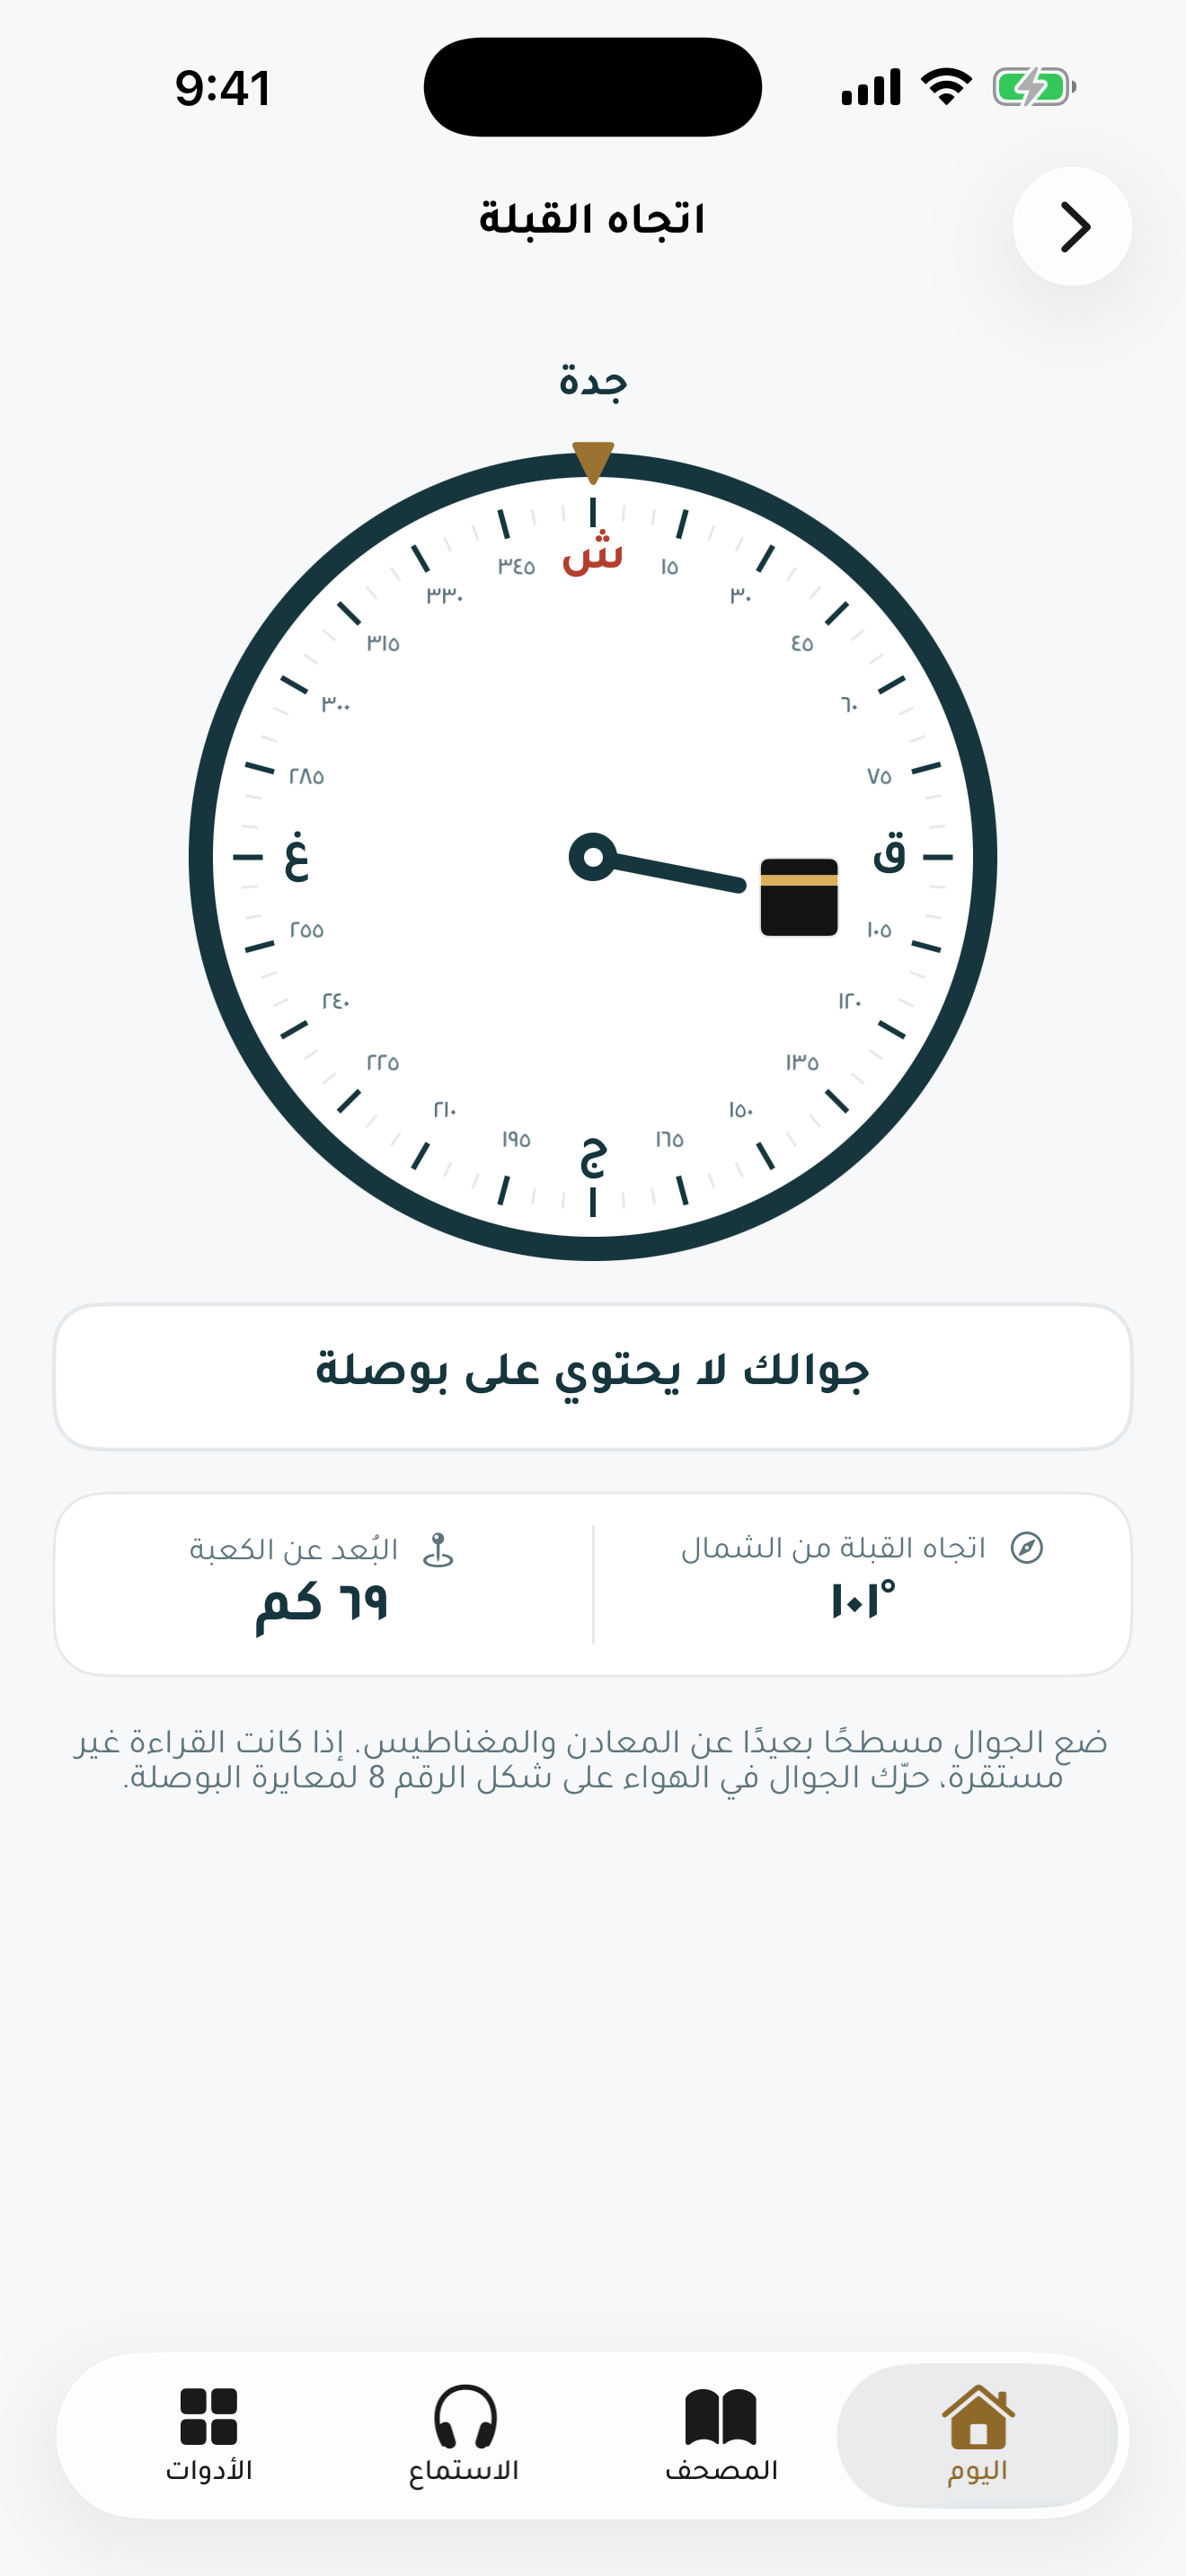 9:41
اتجاه القبلة
جدة
ش
٣٤٥
١٥
٣٣٠
٣٠
٣١٥
٤٥
٣٠٠
٦٠
٢٨٥
٧٥
غ
ق
٢٥٥
١٠٥
٢٤٠
١٢٠
٢٢٥
١٣٥
٢١٠
١٥٠
١٩٥
ج
١٦٥
جوالك لا يحتوي على بوصلة
اتجاه القبلة من الشمال
١٠١°
البُعد عن الكعبة
٦٩ كم
ضع الجوال مسطحًا بعيدًا عن المعادن والمغناطيس. إذا كانت القراءة غير
مستقرة، حرّك الجوال في الهواء على شكل الرقم 8 لمعايرة البوصلة.
اليوم
المصحف
الاستماع
الأدوات